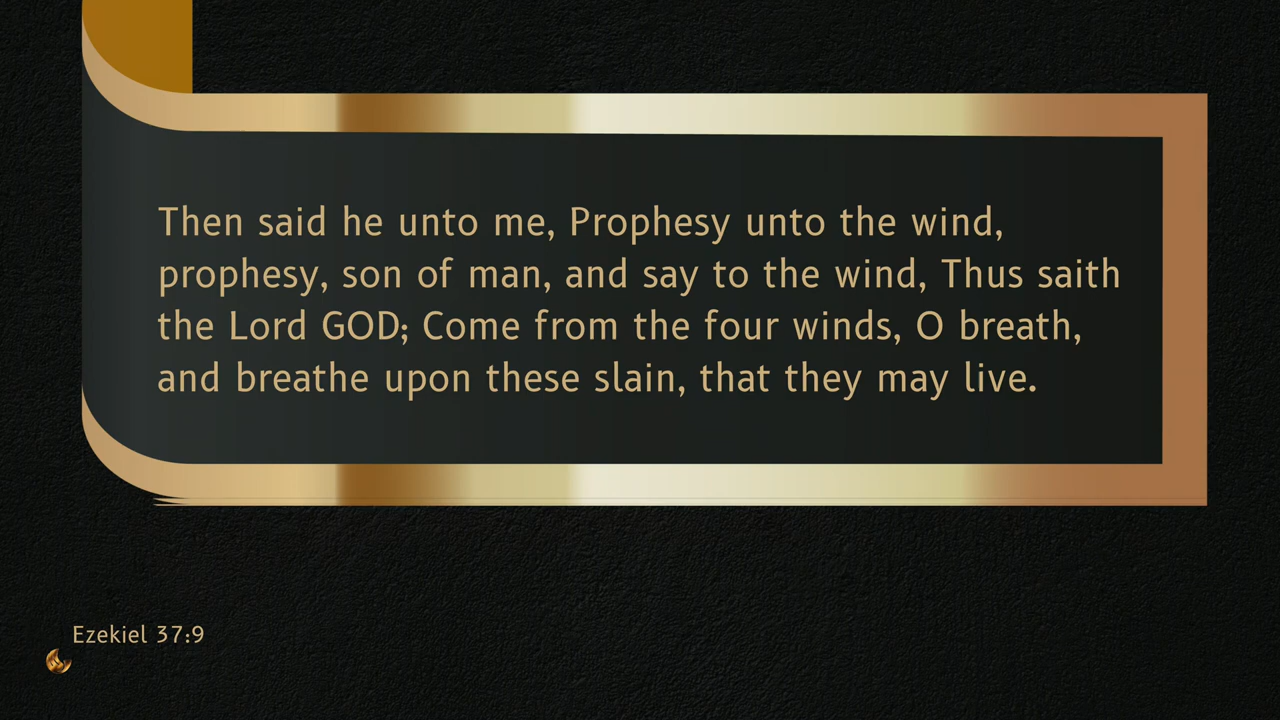 Then said he unto me, Prophesy unto the wind,
prophesy, son of man, and say to the wind, Thus saith
the Lord GOD; Come from the four winds, O breath,
and breathe upon these slain, that they may live.
Ezekiel 37:9